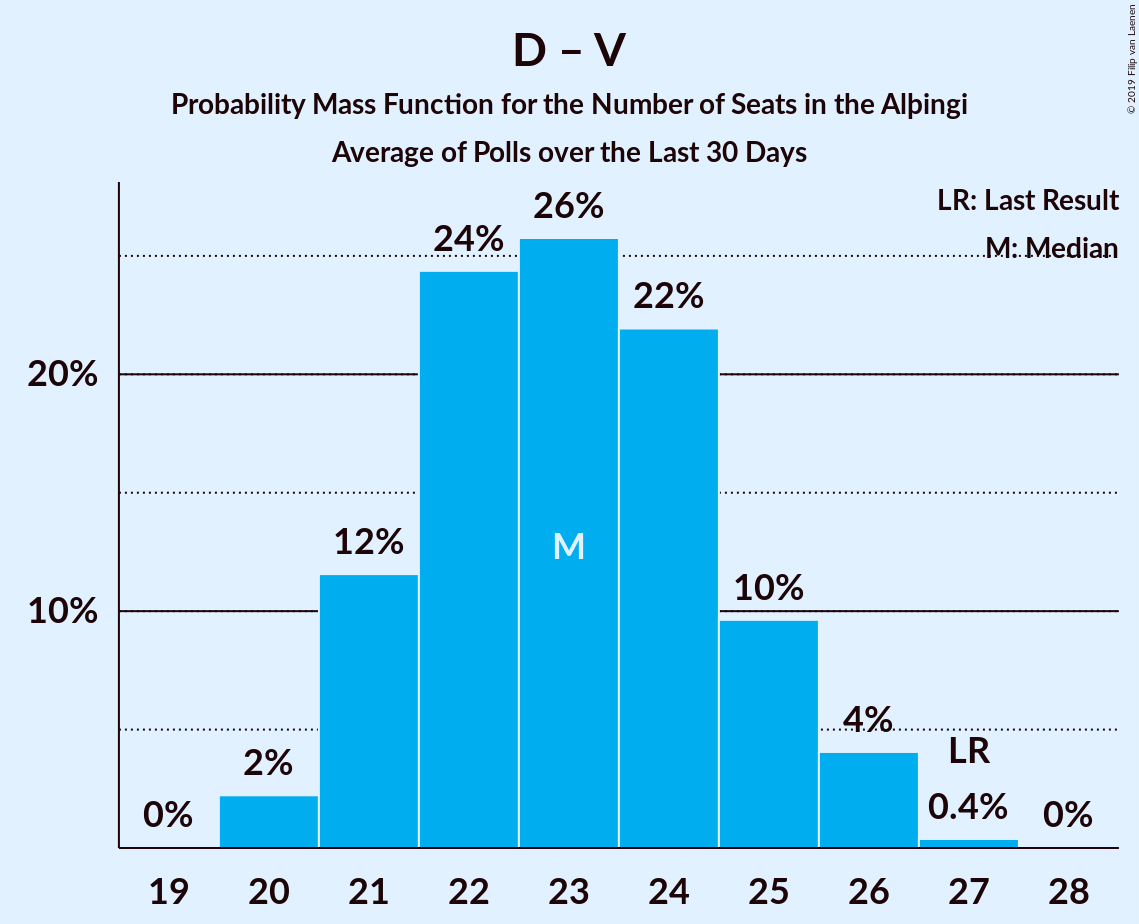 D – V
Probability Mass Function for the Number of Seats in the Alþingi
Average of Polls over the Last 30 Days
© 2019 Filip van Laenen
LR: Last Result
M: Median
20%
10%
0%
2%
12%
24%
26%
22%
10%
4%
LR
0.4%
0%
M
19 20 21 22 23 24 25 26 27 28